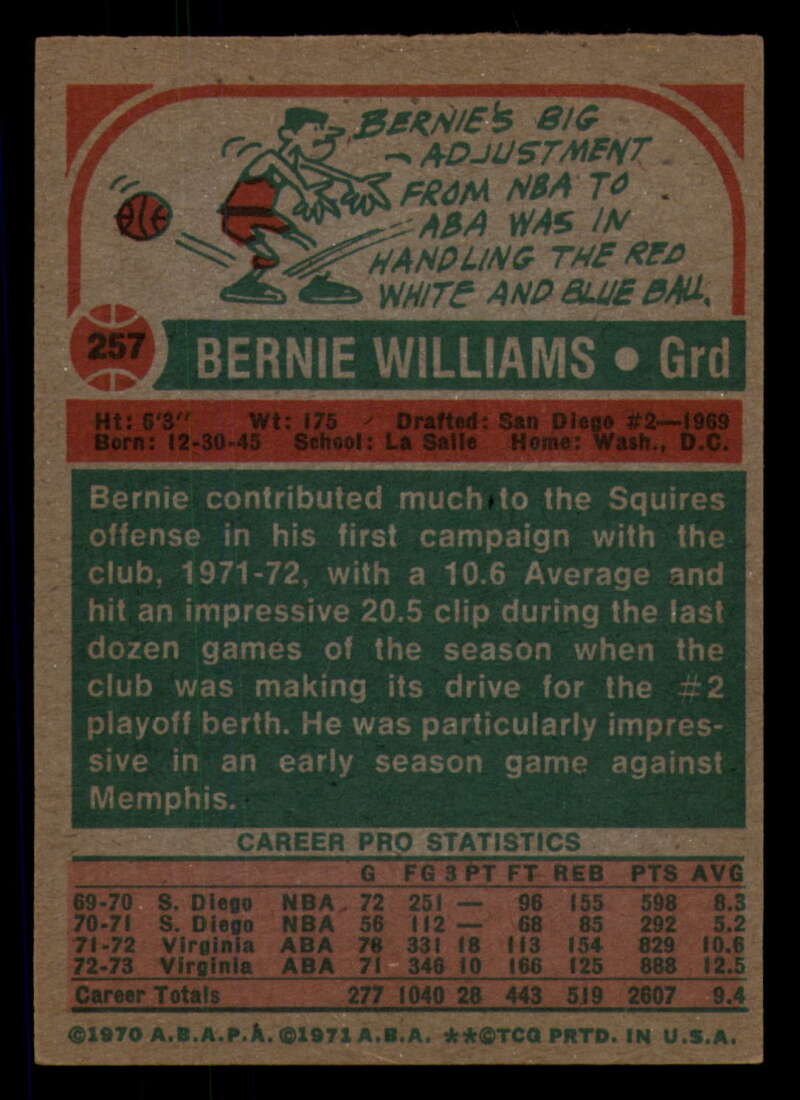 BERNIE'S BIG
ADJUSTMENT
FROM NBA TO
ABA WAS IN
HANDLING THE RED
WHITE AND BLUE BALL.
257 BERNIE WILLIAMS • Grd
Ht: 6'3" Wt: 175 Drafted: San Diego #2—1969
Born: 12-30-45 School: La Salle Home: Wash., D.C.
Bernie contributed much to the Squires
offense in his first campaign with the
club, 1971-72, with a 10.6 Average and
hit an impressive 20.5 clip during the last
dozen games of the season when the
club was making its drive for the #2
playoff berth. He was particularly impres-
sive in an early season game against
Memphis.
CAREER PRO STATISTICS
G FG 3 PT FT REB PTS AVG
69-70 S. Diego NBA 72 251 — 96 155 598 8.3
70-71 S. Diego NBA 56 112 — 68 85 292 5.2
71-72 Virginia ABA 78 331 18 113 154 829 10.6
72-73 Virginia ABA 71 346 10 166 125 888 12.5
Career Totals 277 1040 28 443 519 2607 9.4
©1970 A.B.A.P.A. ©1971 A.B.A. **©TCG PRTD. IN U.S.A.